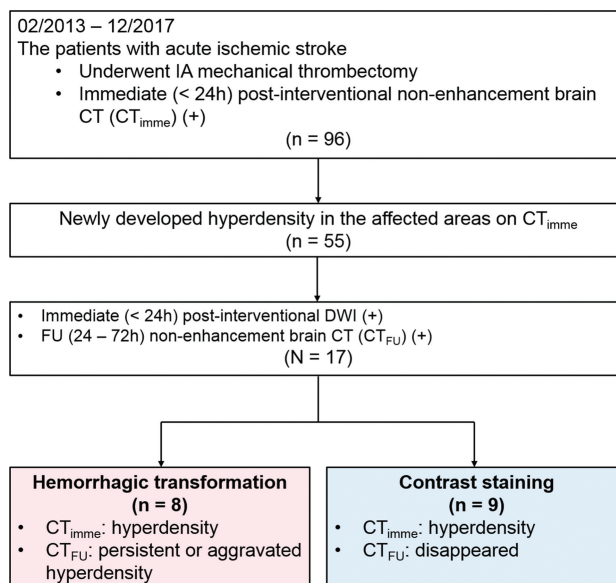 02/2013 – 12/2017
The patients with acute ischemic stroke
• Underwent IA mechanical thrombectomy
• Immediate (< 24h) post-interventional non-enhancement brain
CT (CTimme) (+)
(n = 96)
Newly developed hyperdensity in the affected areas on CTimme
(n = 55)
• Immediate (< 24h) post-interventional DWI (+)
• FU (24 – 72h) non-enhancement brain CT (CTFU) (+)
(N = 17)
Hemorrhagic transformation
(n = 8)
• CTimme: hyperdensity
• CTFU: persistent or aggravated
hyperdensity
Contrast staining
(n = 9)
• CTimme: hyperdensity
• CTFU: disappeared